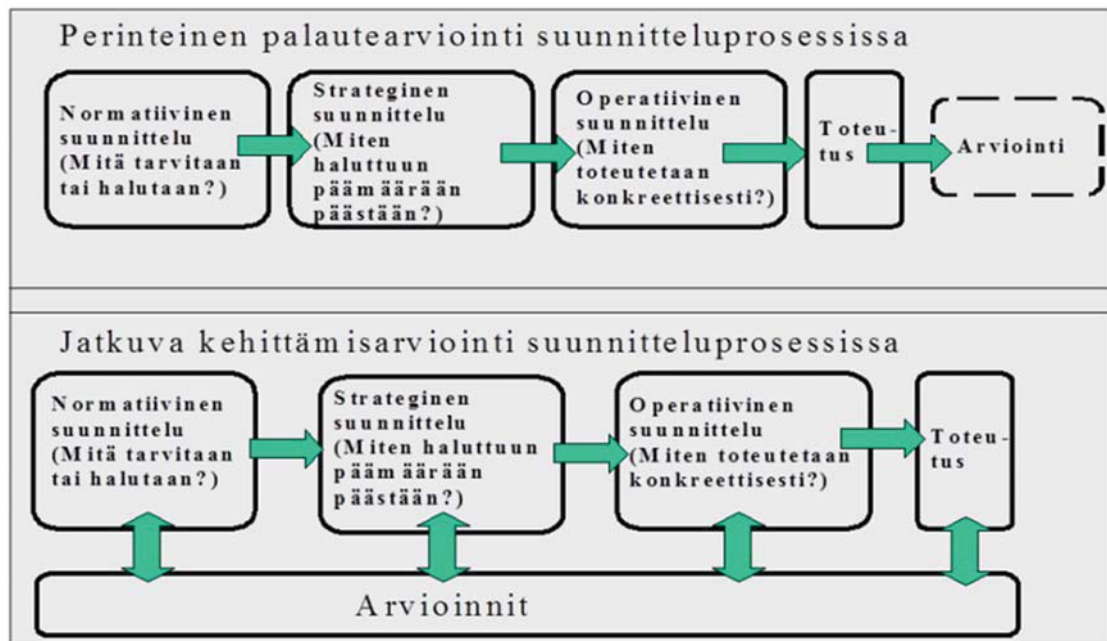 Perinteinen palautearviointi suunnitteluprosessissa
Normatiivinen
suunnittelu
(Mitä tarvitaan
tai halutaan?)
Strateginen
suunnittelu
(Miten
haluttuun
päämäärään
päästään?)
Operatiivinen
suunnittelu
(Miten
toteutetaan
konkreettisesti?)
Toteu-
tus
Arviointi
Jatkuva kehittämisarviointi suunnitteluprosessissa
Normatiivinen
suunnittelu
(Mitä tarvitaan
tai halutaan?)
Strateginen
suunnittelu
(Miten haluttuun
päämäärään
päästään?)
Operatiivinen
suunnittelu
(Miten toteutetaan
konkreettisesti?)
Toteu-
tus
Arvioinnit